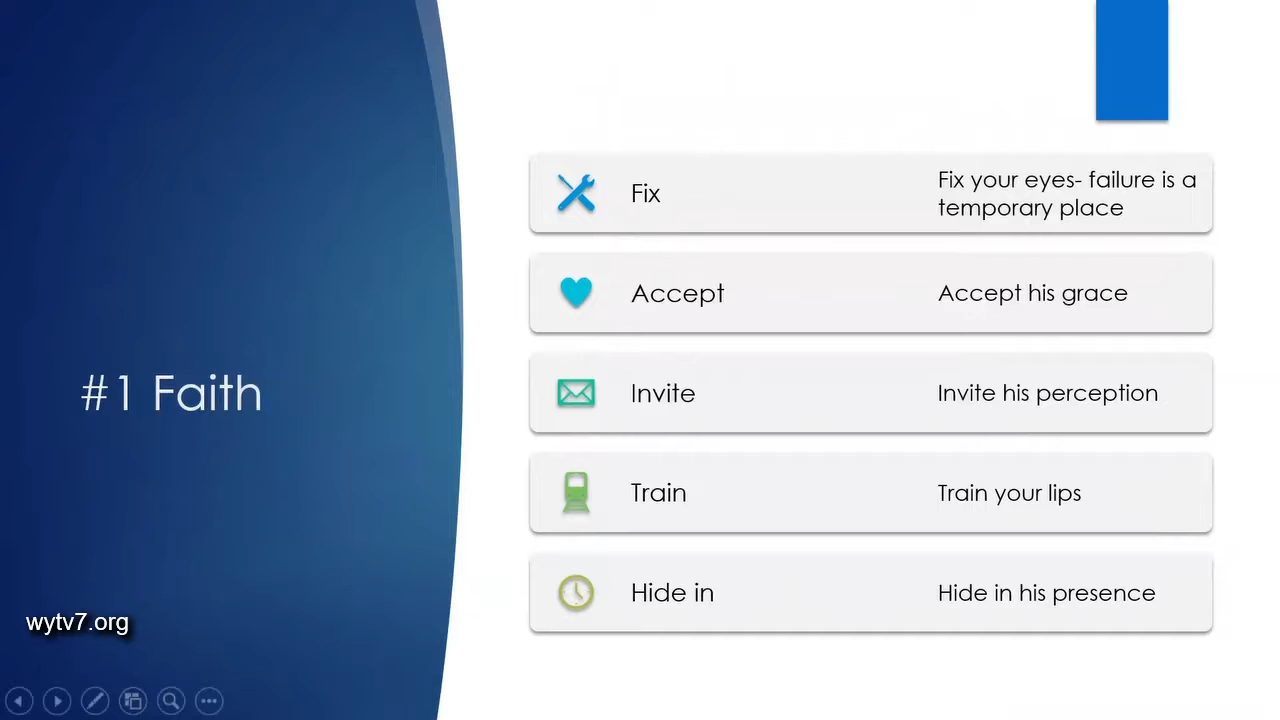 #1 Faith
Fix
Fix your eyes- failure is a
temporary place
Accept
Accept his grace
Invite
Invite his perception
Train
Train your lips
Hide in
Hide in his presence
wytv7.org